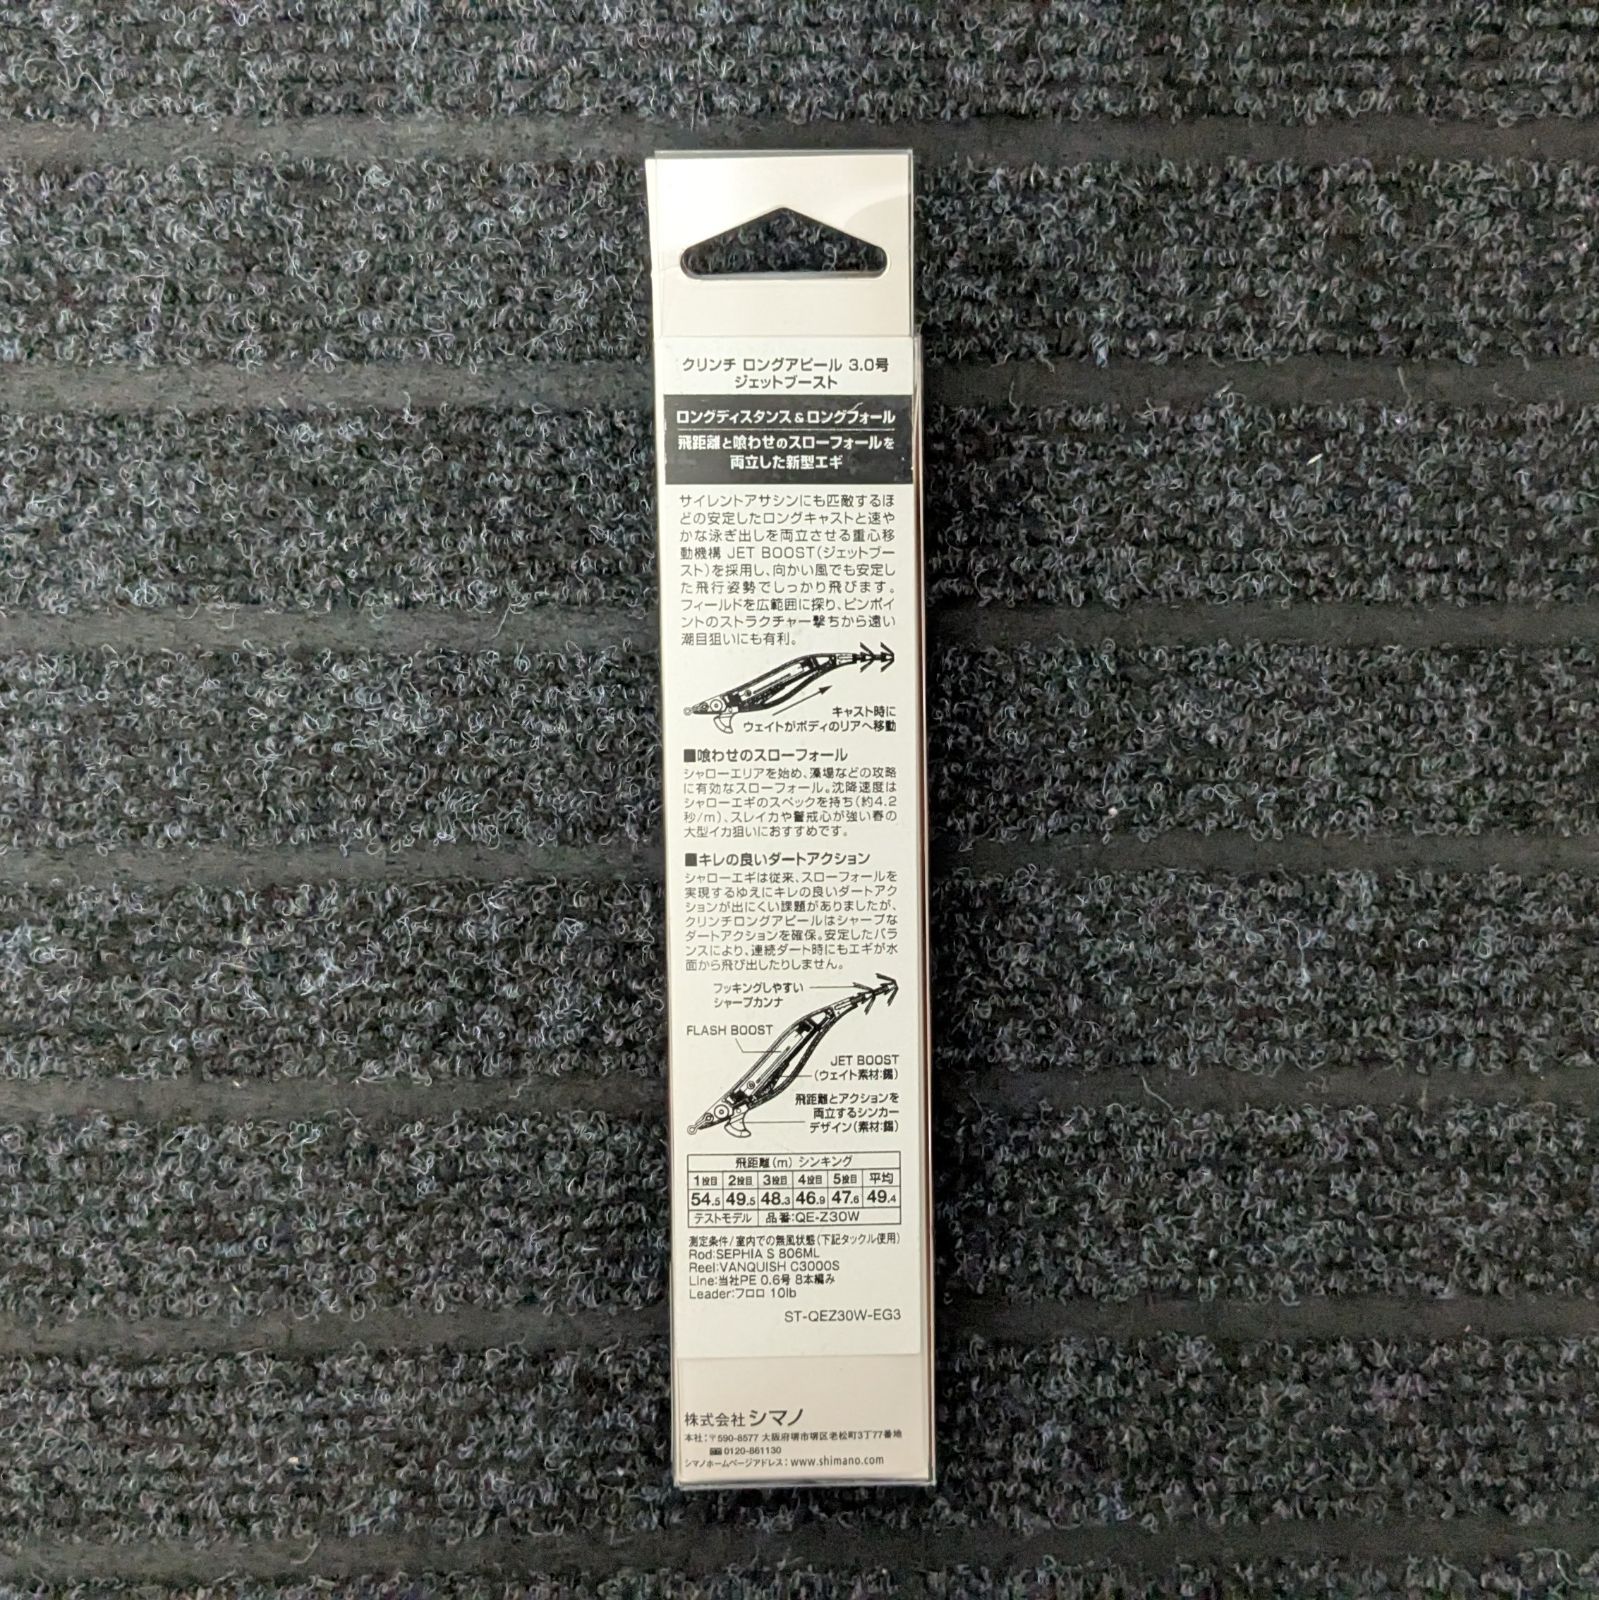 クリンチ ロングアピール 3.0号
ジェットブースト
ロングディスタンス&ロングフォール
飛距離と喰わせのスローフォールを
両立した新型エギ
サイレントアサシンにも匹敵するほ
どの安定したロングキャストと速や
かな泳ぎ出しを両立させる重心移
動機構 JET BOOST(ジェットブー
スト)を採用し、向かい風でも安定し
た飛行姿勢でしっかり飛びます。
フィールドを広範囲に探り、ピンポイ
ントのストラクチャー撃ちから遠い
潮目狙いにも有利。
キャスト時に
ウェイトがボディのリアへ移動
■喰わせのスローフォール
シャローエリアを始め、藻場などの攻略
に有効なスローフォール。沈降速度は
シャローエギのスペックを持ち(約4.2
秒/m)、スレイカや警戒心が強い春の
大型イカ狙いにおすすめです。
■キレの良いダートアクション
シャローエギは従来、スローフォールを
実現するゆえにキレの良いダートアク
ションが出にくい課題がありましたが、
クリンチロングアピールはシャープな
ダートアクションを確保。安定したバラ
ンスにより、連続ダート時にもエギが水
面から飛び出したりしません。
フッキングしやすい
シャープカンナ
FLASH BOOST
JET BOOST
(ウェイト素材:錫)
飛距離とアクションを
両立するシンカー
デザイン(素材:錫)
飛距離(m) シンキング
1投目 2投目 3投目 4投目 5投目 平均
54.5 49.5 48.3 46.9 47.6 49.4
テストモデル 品番:QE-Z30W
測定条件/室内での無風状態(下記タックル使用)
Rod:SEPHIA S 806ML
Reel:VANQUISH C3000S
Line:当社PE 0.6号 8本編み
Leader:フロロ 10lb
ST-QEZ30W-EG3
株式会社シマノ
本社:〒590-8577 大阪府堺市堺区老松町3丁77番地
0120-861130
シマノホームページアドレス:www.shimano.com